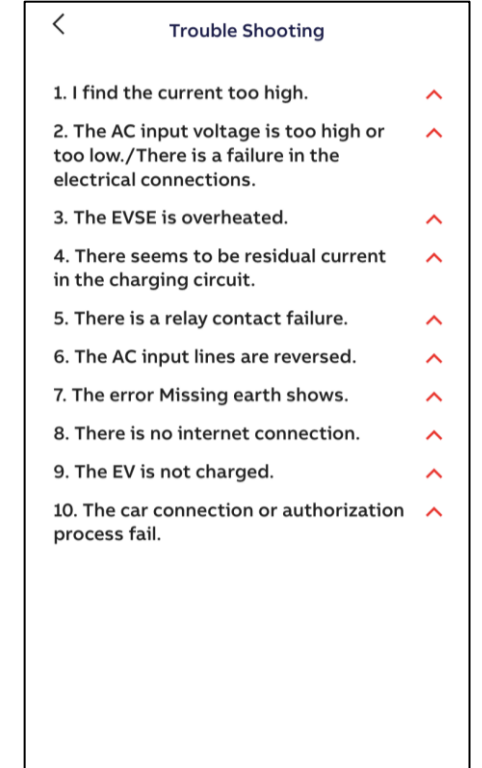 Trouble Shooting
1. I find the current too high.
2. The AC input voltage is too high or
too low./There is a failure in the
electrical connections.
3. The EVSE is overheated.
4. There seems to be residual current
in the charging circuit.
5. There is a relay contact failure.
6. The AC input lines are reversed.
7. The error Missing earth shows.
8. There is no internet connection.
9. The EV is not charged.
10. The car connection or authorization
process fail.